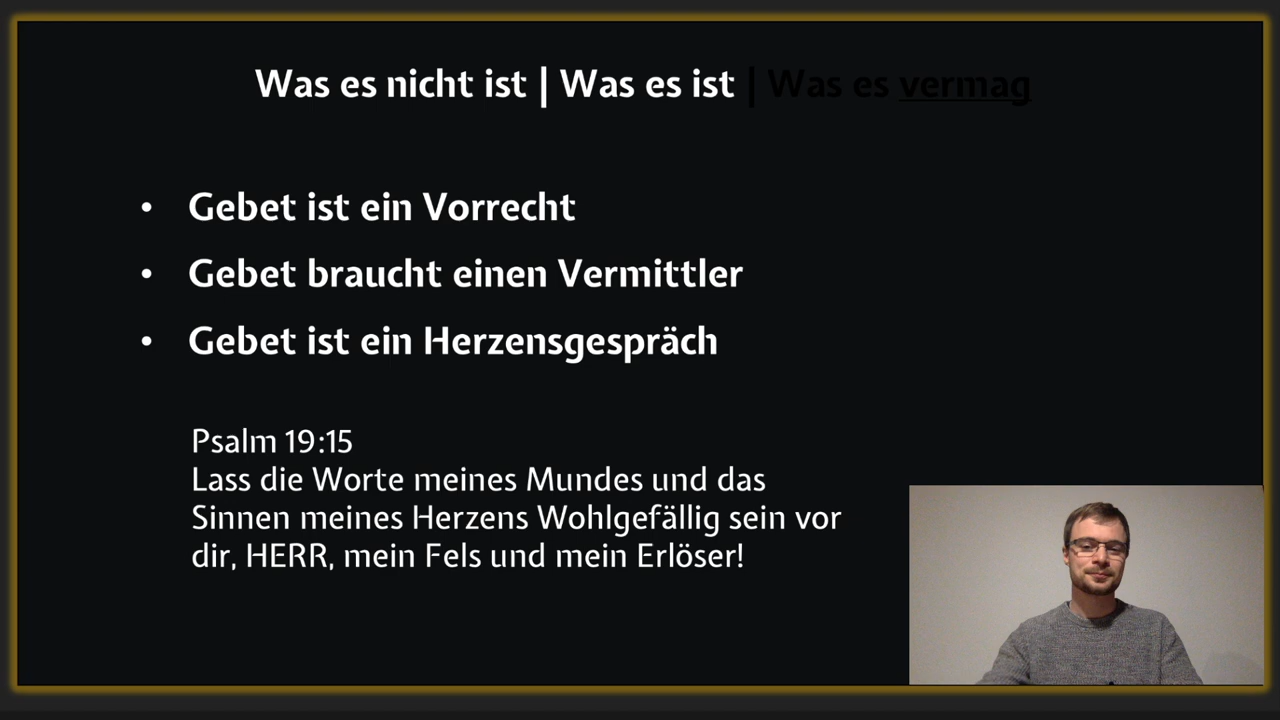 Was es nicht ist | Was es ist | Was es vermag
• Gebet ist ein Vorrecht
• Gebet braucht einen Vermittler
• Gebet ist ein Herzensgespräch
Psalm 19:15
Lass die Worte meines Mundes und das
Sinnen meines Herzens Wohlgefällig sein vor
dir, HERR, mein Fels und mein Erlöser!